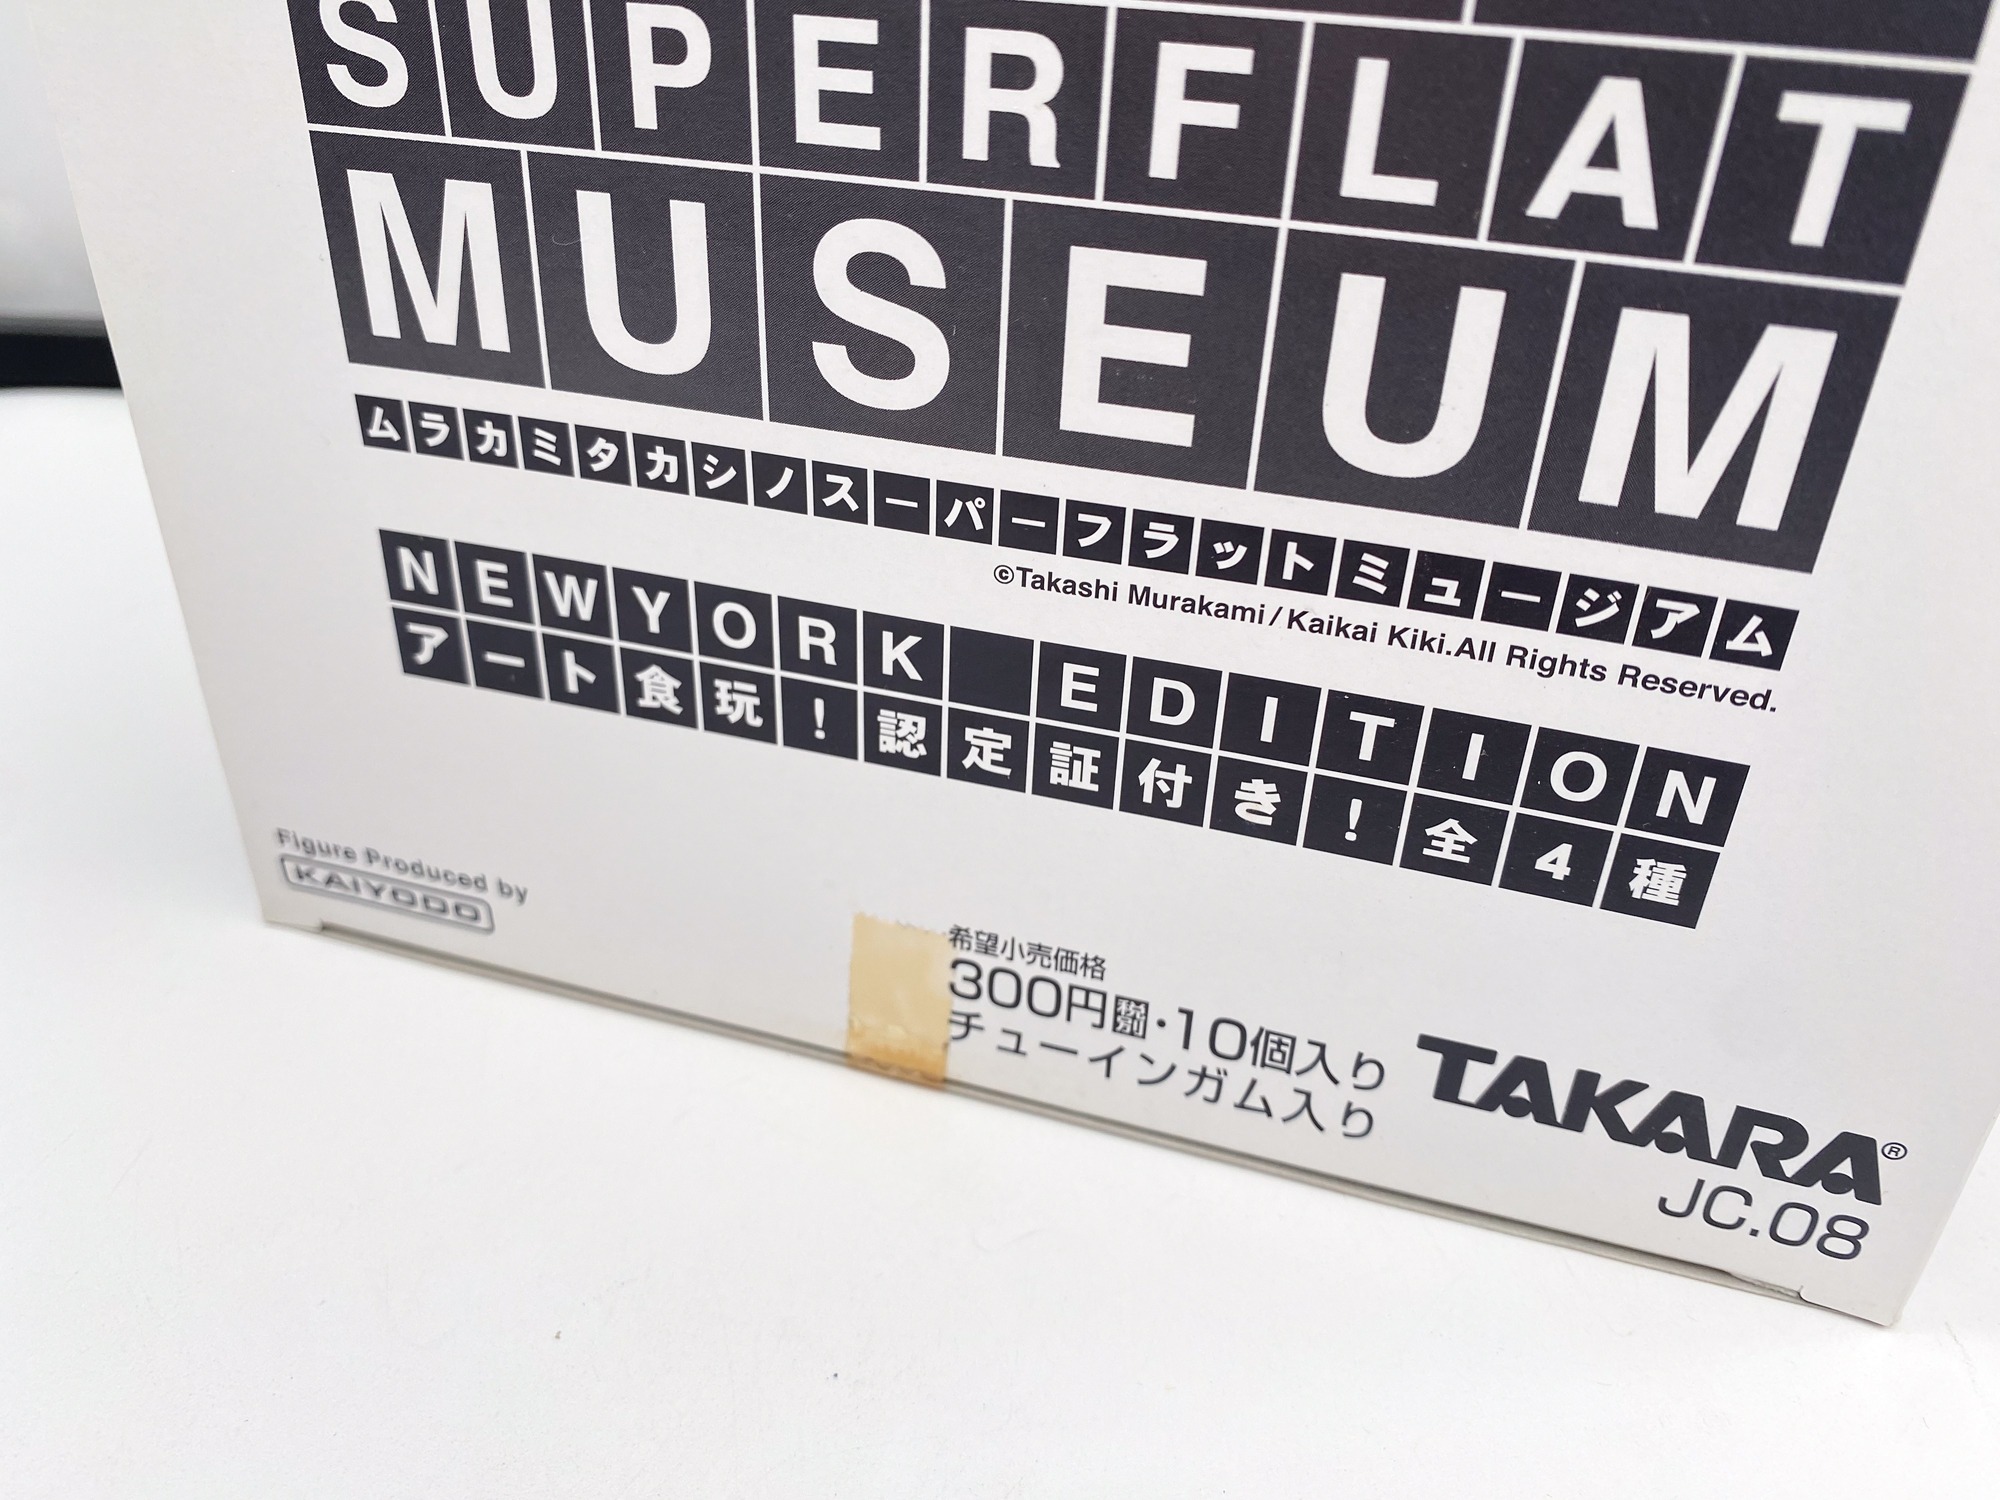 SUPERFLAT
MUSEUM
ムラカミタカシノスーパーフラットミュージアム
©Takashi Murakami/Kaikai Kiki.All Rights Reserved.
NEWYORK EDITION
アート食玩!認定証付き!全4種
Figure Produced by
KAIYODO
希望小売価格
300円税別・10個入り
チューインガム入り
TAKARA®
JC.08